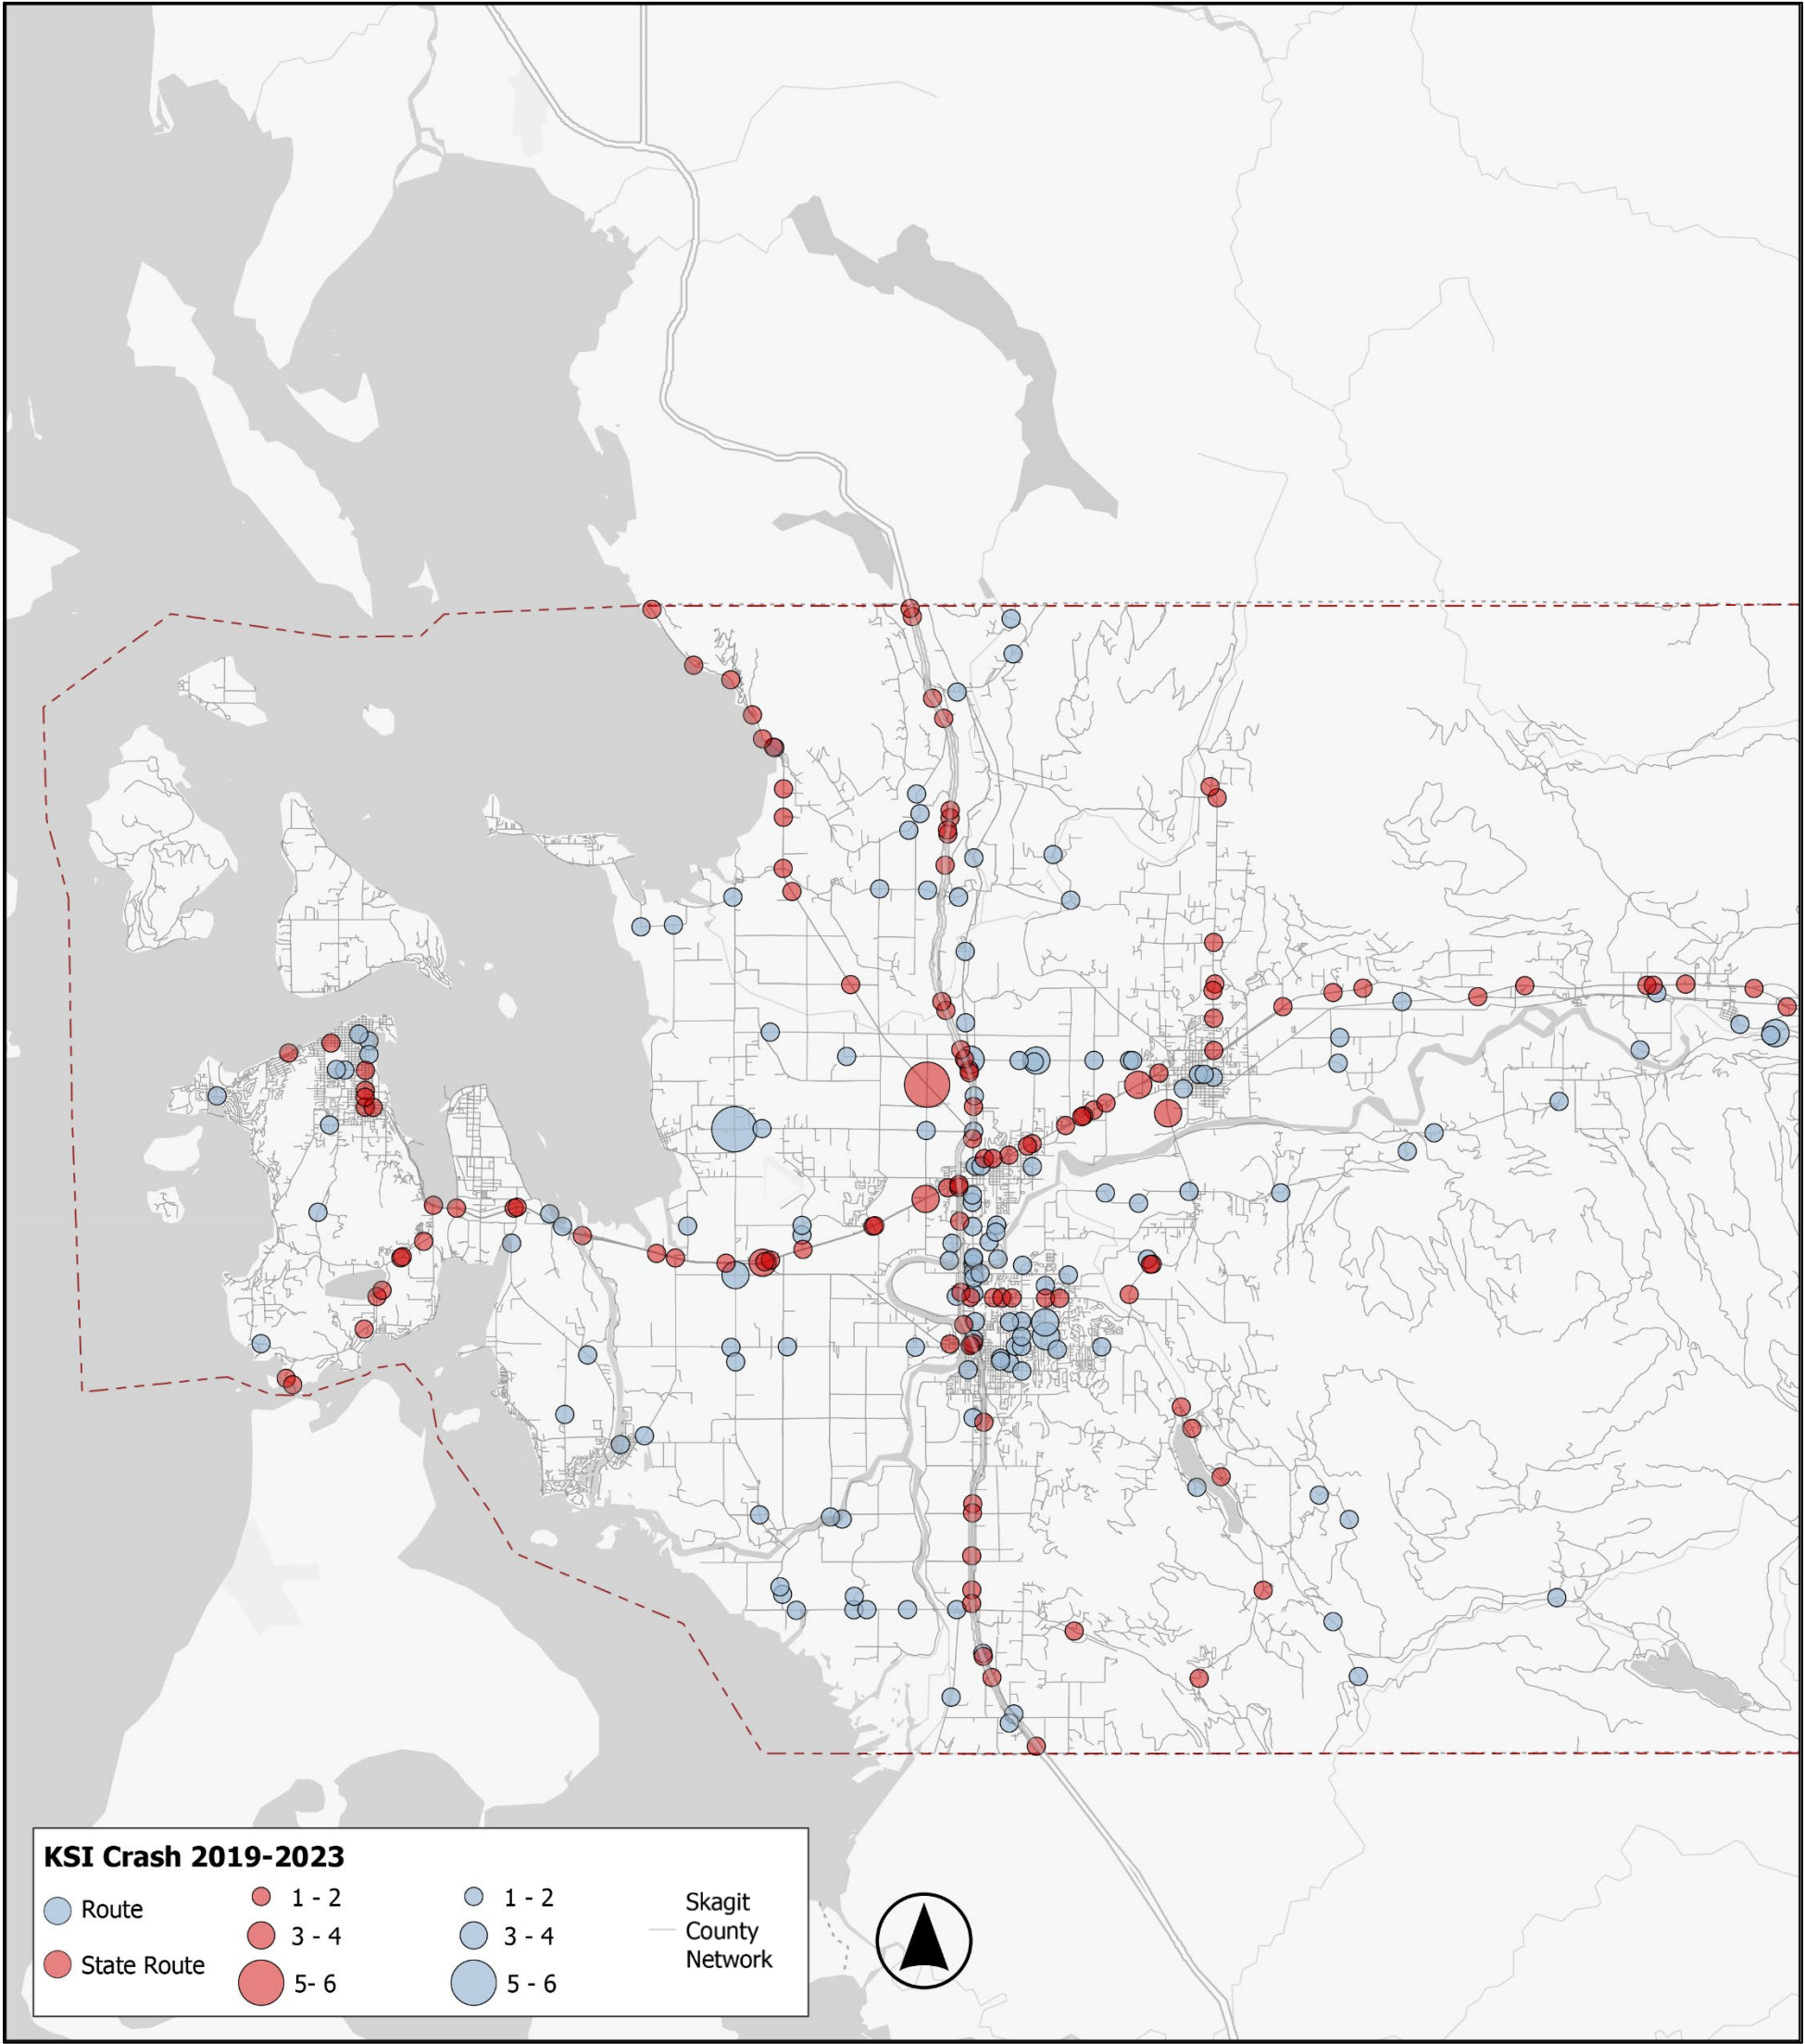 KSI Crash 2019-2023
Route
State Route
1 - 2
3 - 4
5- 6
1 - 2
3 - 4
5 - 6
Skagit
County
Network